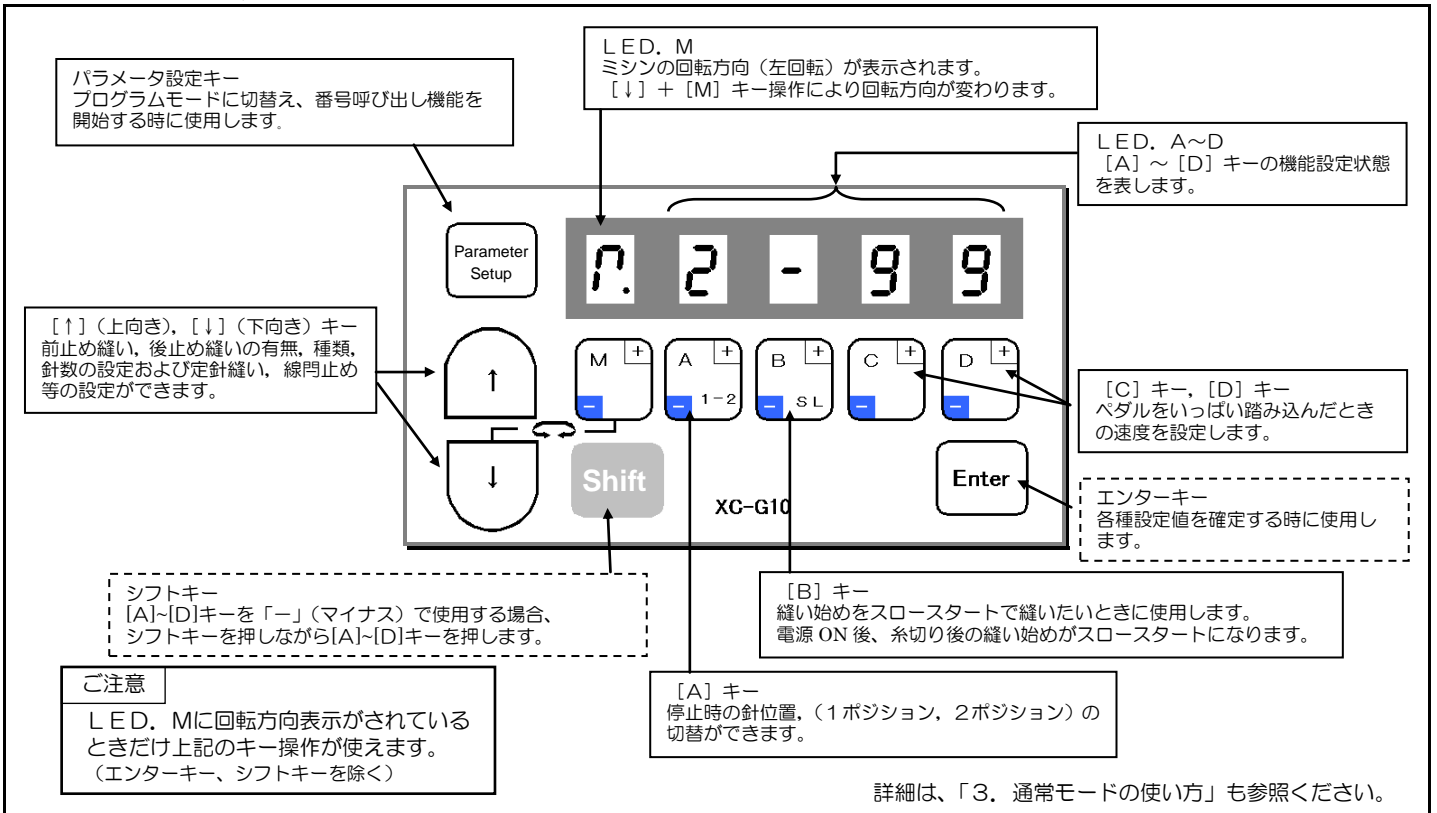 パラメータ設定キー
プログラムモードに切替え、番号呼び出し機能を
開始する時に使用します.
ＬＥＤ．Ｍ
ミシンの回転方向（左回転）が表示されます。
［↓］＋［Ｍ］キー操作により回転方向が変わります。
ＬＥＤ．Ａ～Ｄ
［Ａ］～［Ｄ］キーの機能設定状態
を表します。
Parameter
Setup
2 - 9 9
［↑］（上向き），［↓］（下向き）キー
前止め縫い，後止め縫いの有無，種類，
針数の設定および定針縫い，線閂止め
等の設定ができます。
↑
M + －
A + － 1－2
B + － SL
C + －
D + －
［Ｃ］キー，［Ｄ］キー
ペダルをいっぱい踏み込んだとき
の速度を設定します。
↓
Shift
XC-G10
Enter
エンターキー
各種設定値を確定する時に使用し
ます。
シフトキー
[A]~[D]キーを「－」（マイナス）で使用する場合、
シフトキーを押しながら[A]~[D]キーを押します。
［Ｂ］キー
縫い始めをスロースタートで縫いたいときに使用します。
電源 ON 後、糸切り後の縫い始めがスロースタートになります。
ご注意
ＬＥＤ．Ｍに回転方向表示がされている
ときだけ上記のキー操作が使えます。
（エンターキー、シフトキーを除く）
［Ａ］キー
停止時の針位置，（１ポジション，２ポジション）の
切替ができます。
詳細は、「３．通常モードの使い方」も参照ください。